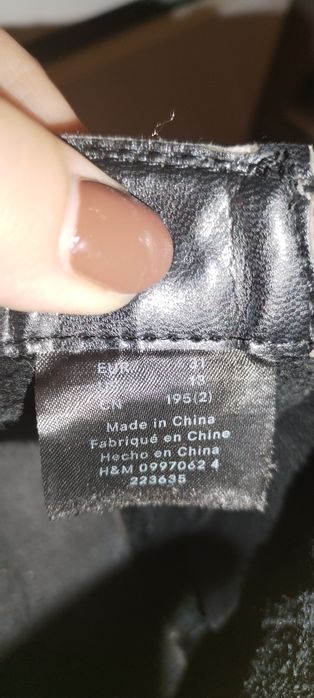 EUR 31
13
CN 195(2)
Made in China
Fabriqué en Chine
Hecho en China
H&M 0997062 4
223635